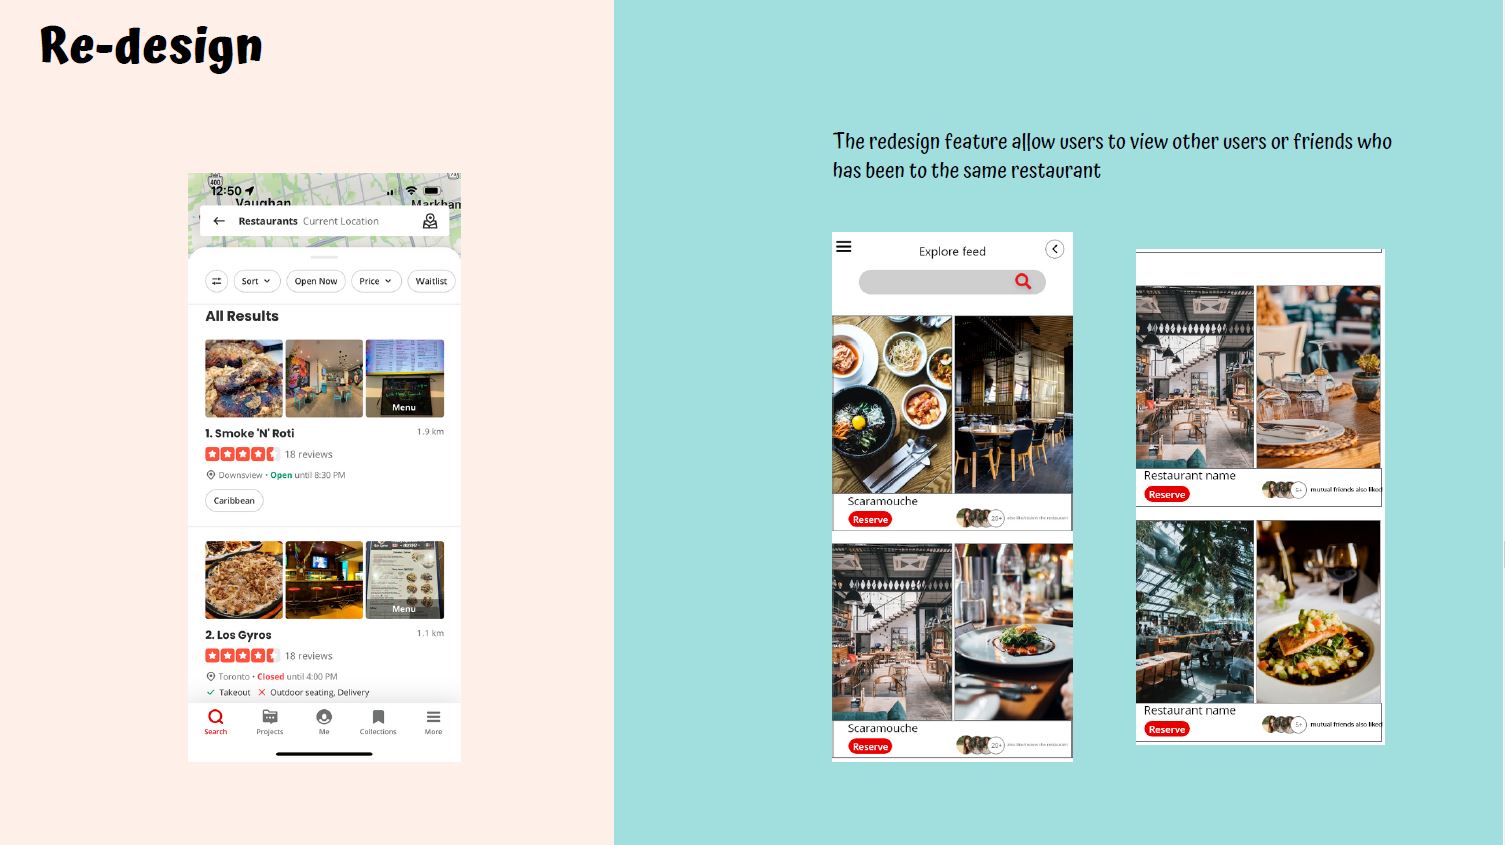 Re-design
The redesign feature allow users to view other users or friends who
has been to the same restaurant
400
12:50
Vaughan
Markham
Restaurants Current Location
Sort
Open Now
Price
Waitlist
All Results
Menu
1. Smoke 'N' Roti
1.9 km
18 reviews
Downsview • Open until 8:30 PM
Caribbean
Menu
2. Los Gyros
1.1 km
18 reviews
Toronto • Closed until 4:00 PM
Takeout Outdoor seating, Delivery
Search
Projects
Me
Collections
More
Explore feed
Scaramouche
Reserve
20+
Scaramouche
Reserve
20+
Restaurant name
Reserve
5+
mutual friends also liked
Restaurant name
Reserve
5+
mutual friends also liked